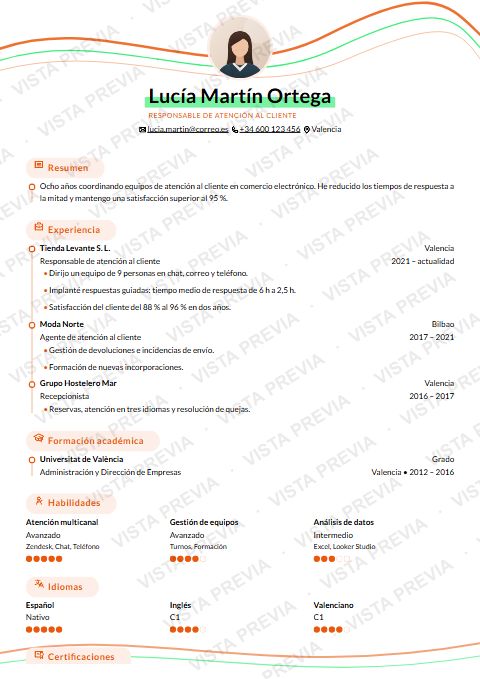 Lucía Martín Ortega
RESPONSABLE DE ATENCIÓN AL CLIENTE
lucia.martin@correo.es +34 600 123 456 Valencia
Resumen
Ocho años coordinando equipos de atención al cliente en comercio electrónico. He reducido los tiempos de respuesta a
la mitad y mantengo una satisfacción superior al 95 %.
Experiencia
Tienda Levante S. L. Valencia
Responsable de atención al cliente 2021 – actualidad
• Dirijo un equipo de 9 personas en chat, correo y teléfono.
• Implanté respuestas guiadas: tiempo medio de respuesta de 6 h a 2,5 h.
• Satisfacción del cliente del 88 % al 96 % en dos años.
Moda Norte Bilbao
Agente de atención al cliente 2017 – 2021
• Gestión de devoluciones e incidencias de envío.
• Formación de nuevas incorporaciones.
Grupo Hostelero Mar Valencia
Recepcionista 2016 – 2017
• Reservas, atención en tres idiomas y resolución de quejas.
Formación académica
Universitat de València Grado
Administración y Dirección de Empresas Valencia • 2012 – 2016
Habilidades
Atención multicanal Gestión de equipos Análisis de datos
Avanzado Avanzado Intermedio
Zendesk, Chat, Teléfono Turnos, Formación Excel, Looker Studio
Idiomas
Español Inglés Valenciano
Nativo C1 C1
Certificaciones
VISTA PREVIA